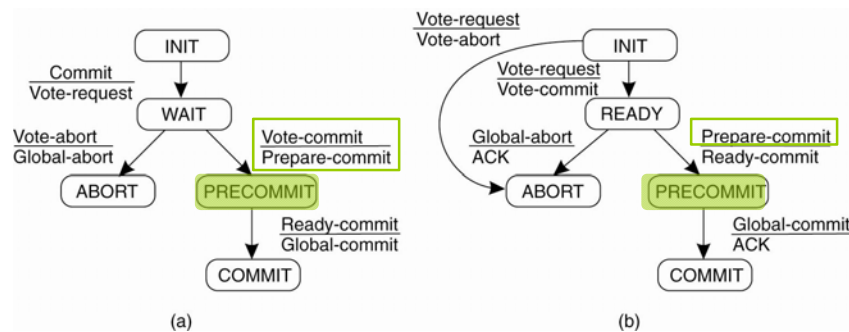 INIT
Commit
Vote-request
WAIT
Vote-abort
Global-abort
Vote-commit
Prepare-commit
ABORT
PRECOMMIT
Ready-commit
Global-commit
COMMIT
(a)
Vote-request
Vote-abort
INIT
Vote-request
Vote-commit
READY
Global-abort
ACK
Prepare-commit
Ready-commit
ABORT
PRECOMMIT
Global-commit
ACK
COMMIT
(b)